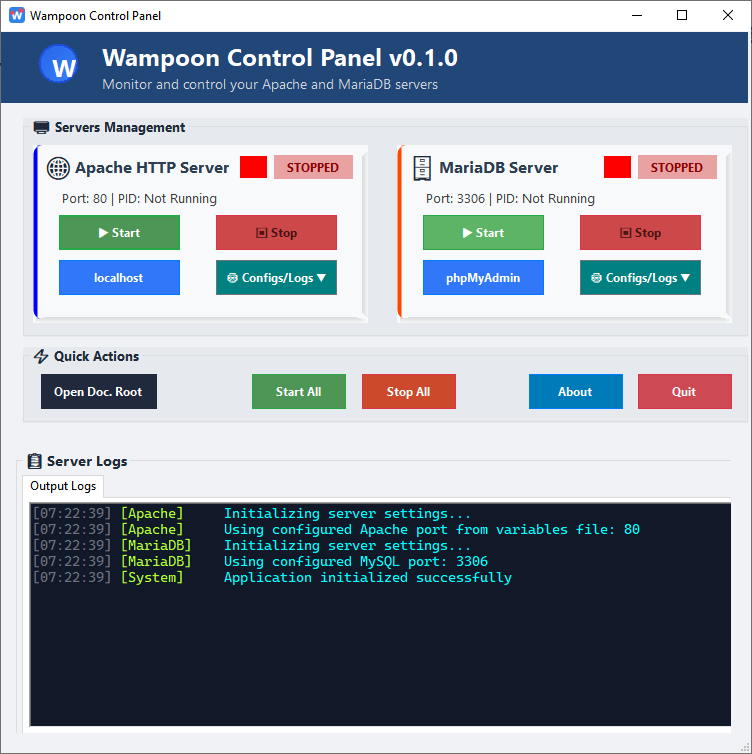 Wampoon Control Panel
w
Wampoon Control Panel v0.1.0
Monitor and control your Apache and MariaDB servers
Servers Management
Apache HTTP Server STOPPED
Port: 80 | PID: Not Running
▶ Start Stop
localhost Configs/Logs ▼
MariaDB Server STOPPED
Port: 3306 | PID: Not Running
▶ Start Stop
phpMyAdmin Configs/Logs ▼
Quick Actions
Open Doc. Root Start All Stop All About Quit
Server Logs
Output Logs
[07:22:39] [Apache] Initializing server settings...
[07:22:39] [Apache] Using configured Apache port from variables file: 80
[07:22:39] [MariaDB] Initializing server settings...
[07:22:39] [MariaDB] Using configured MySQL port: 3306
[07:22:39] [System] Application initialized successfully